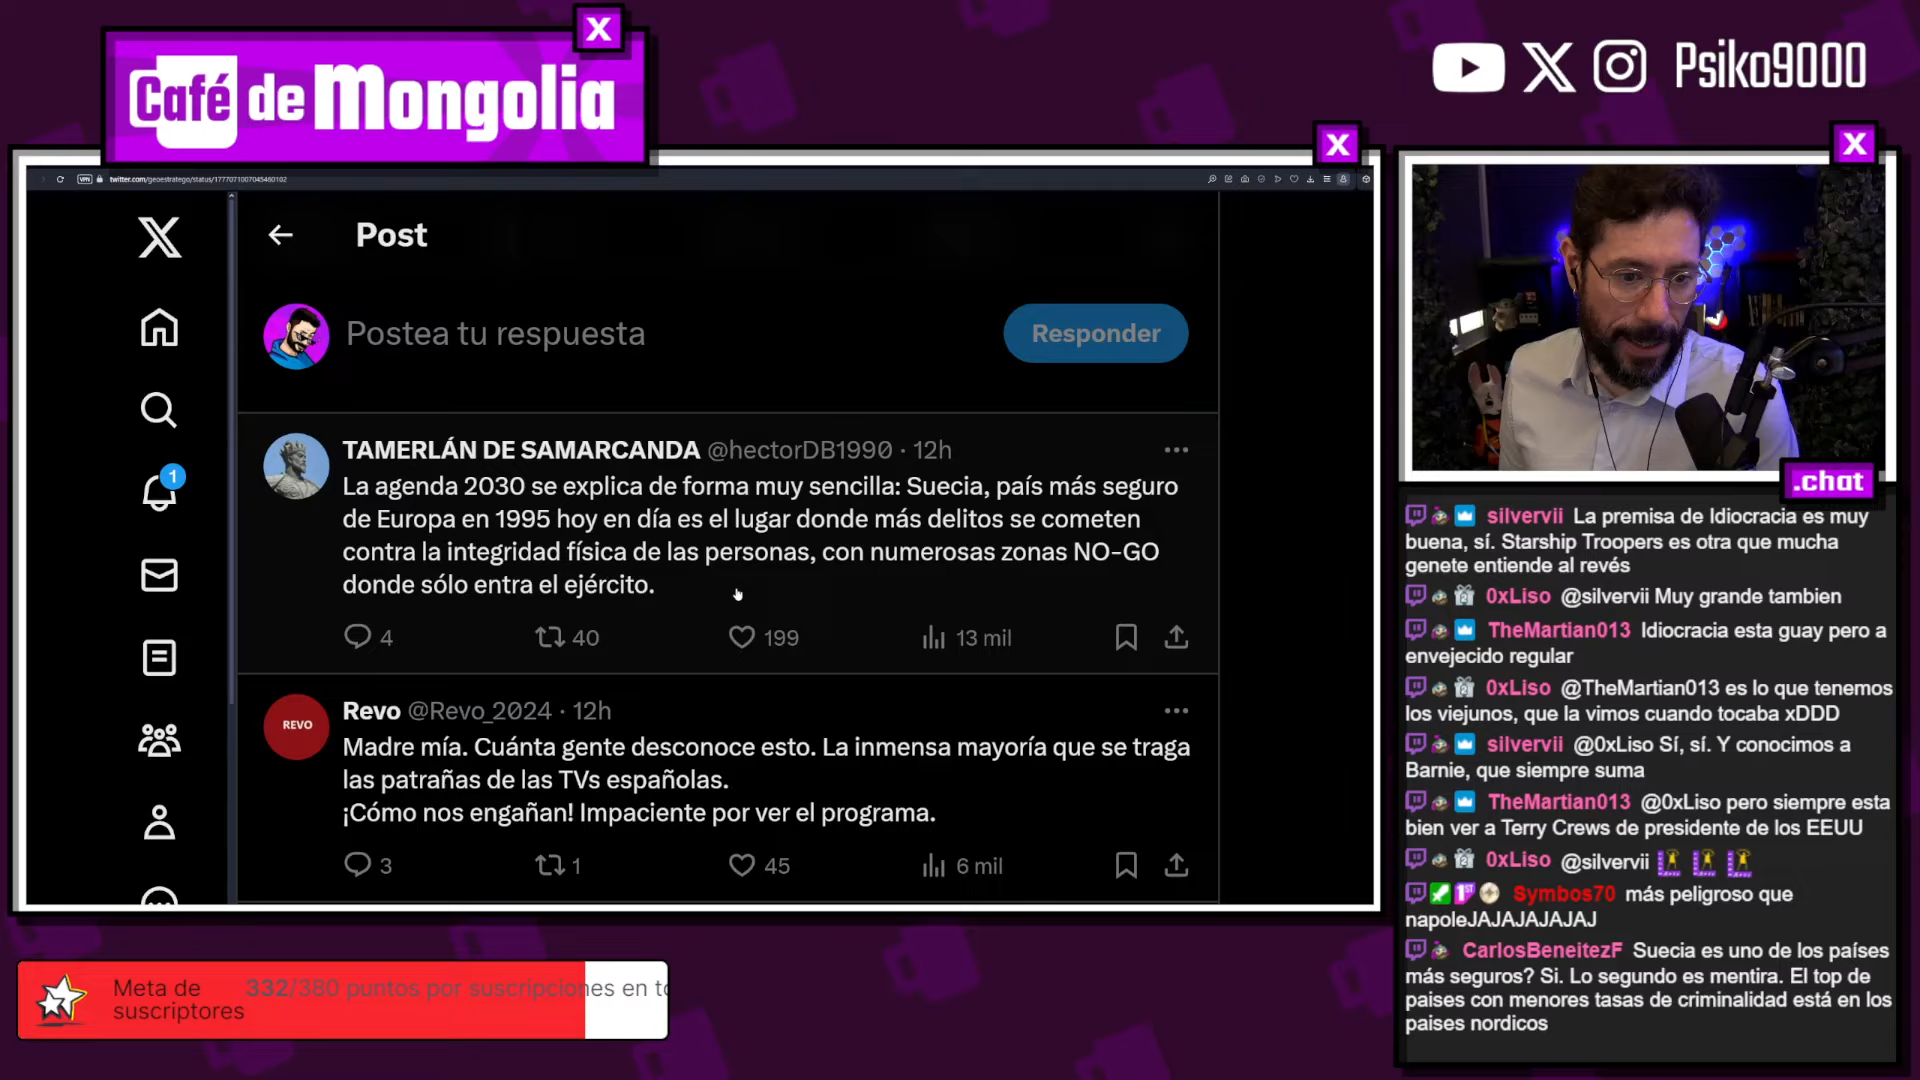 X
Café de Mongolia
Psiko9000
X
X
VPN
twitter.com/geoestratego/status/1777071007045460102
Post
Postea tu respuesta
Responder
TAMERLÁN DE SAMARCANDA @hectorDB1990 · 12h
La agenda 2030 se explica de forma muy sencilla: Suecia, país más seguro
de Europa en 1995 hoy en día es el lugar donde más delitos se cometen
contra la integridad física de las personas, con numerosas zonas NO-GO
donde sólo entra el ejército.
4
40
199
13 mil
1
REVO
Revo @Revo_2024 · 12h
Madre mía. Cuánta gente desconoce esto. La inmensa mayoría que se traga
las patrañas de las TVs españolas.
¡Cómo nos engañan! Impaciente por ver el programa.
3
1
45
6 mil
.chat
silvervii La premisa de Idiocracia es muy
buena, sí. Starship Troopers es otra que mucha
genete entiende al revés
0xLiso @silvervii Muy grande tambien
TheMartian013 Idiocracia esta guay pero a
envejecido regular
0xLiso @TheMartian013 es lo que tenemos
los viejunos, que la vimos cuando tocaba xDDD
silvervii @0xLiso Sí, sí. Y conocimos a
Barnie, que siempre suma
TheMartian013 @0xLiso pero siempre esta
bien ver a Terry Crews de presidente de los EEUU
0xLiso @silvervii
Symbos70 más peligroso que
napoleJAJAJAJAJAJ
CarlosBeneitezF Suecia es uno de los países
más seguros? Si. Lo segundo es mentira. El top de
paises con menores tasas de criminalidad está en los
paises nordicos
Meta de
suscriptores
332/380 puntos por suscripciones en to